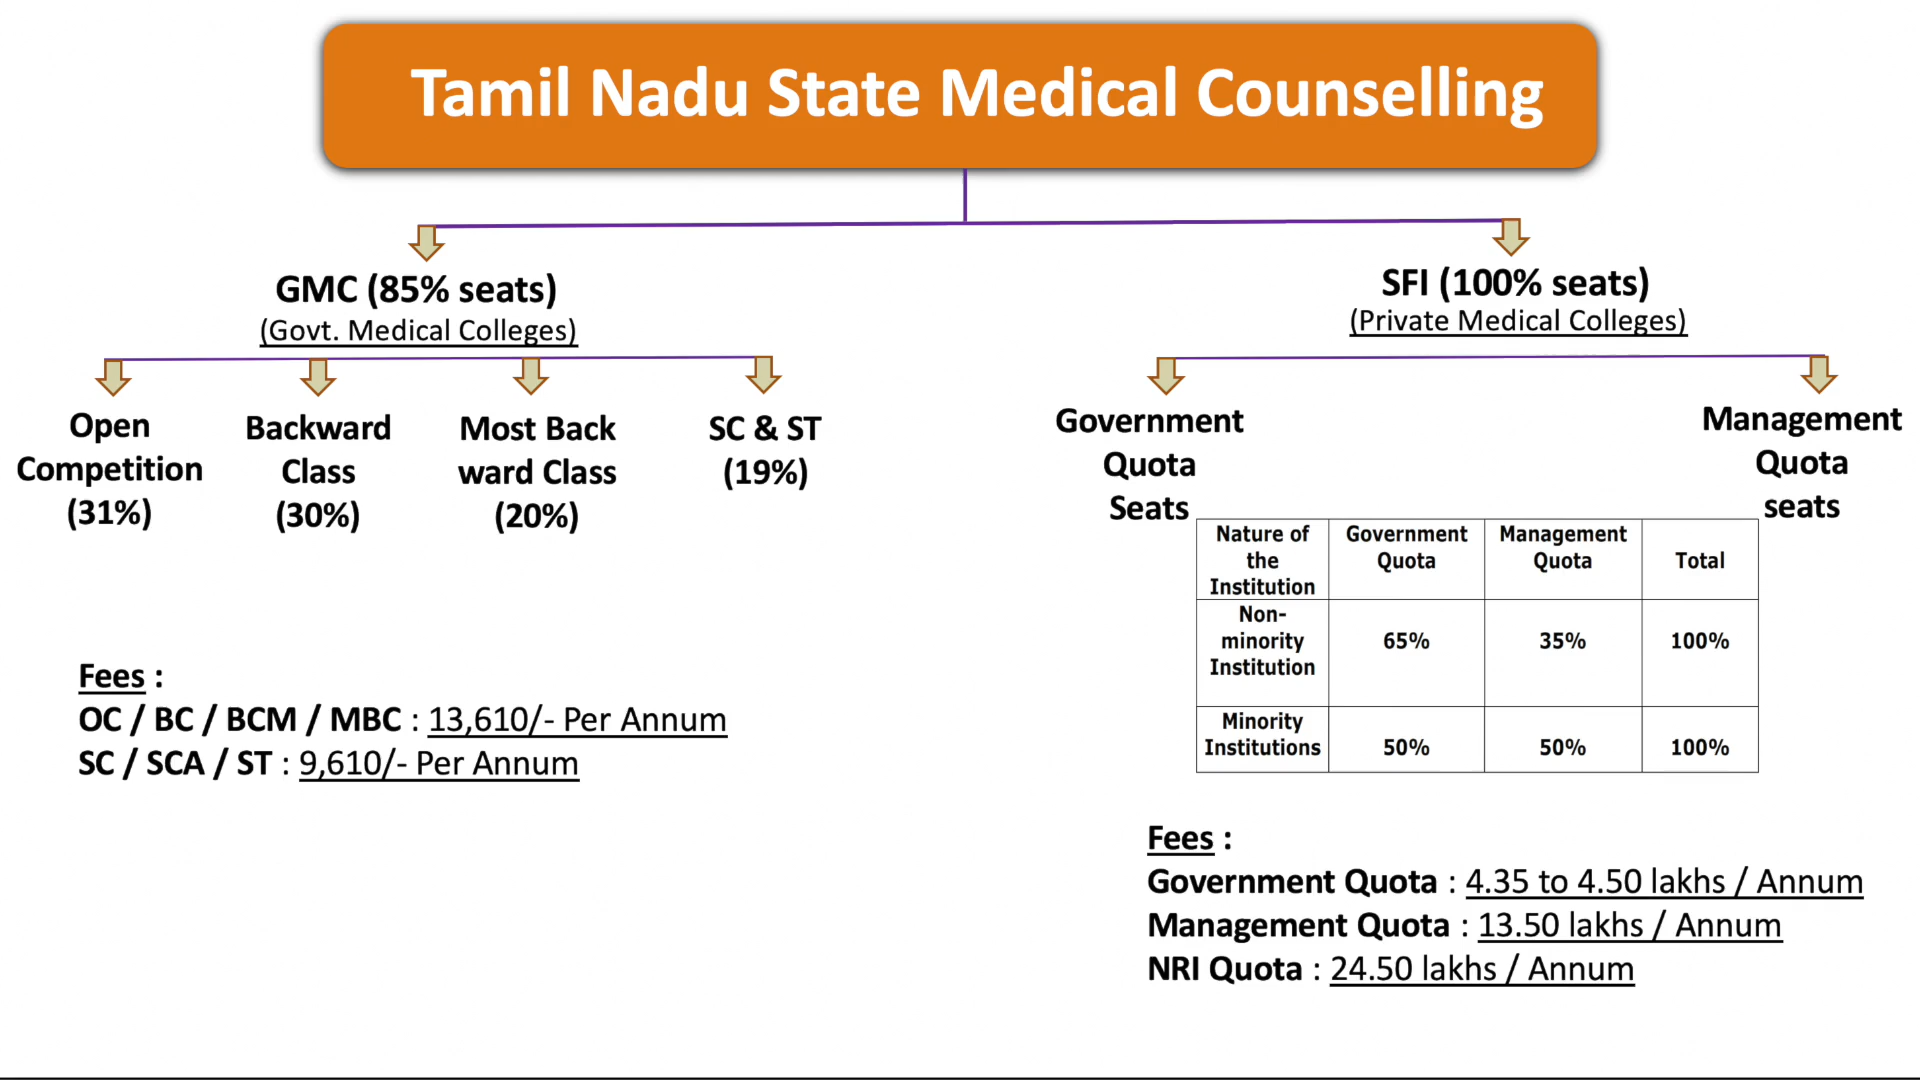 Tamil Nadu State Medical Counselling
GMC (85% seats)
(Govt. Medical Colleges)
Open
Competition
(31%)
Backward
Class
(30%)
Most Back
ward Class
(20%)
SC & ST
(19%)
Fees :
OC / BC / BCM / MBC : 13,610/- Per Annum
SC / SCA / ST : 9,610/- Per Annum
SFI (100% seats)
(Private Medical Colleges)
Government
Quota
Seats
Management
Quota
seats
Nature of
the
Institution
Government
Quota
Management
Quota
Total
Non-
minority
Institution
65%
35%
100%
Minority
Institutions
50%
50%
100%
Fees :
Government Quota : 4.35 to 4.50 lakhs / Annum
Management Quota : 13.50 lakhs / Annum
NRI Quota : 24.50 lakhs / Annum